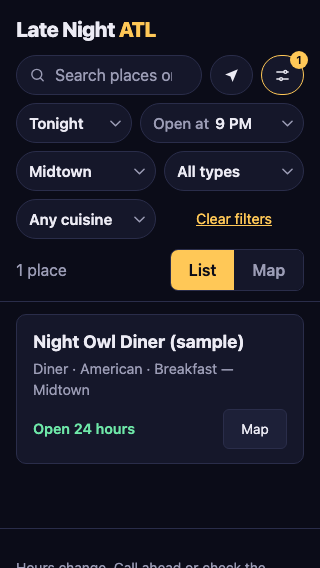 Late Night ATL
Search places or
1
Tonight
Open at 9 PM
Midtown
All types
Any cuisine
Clear filters
1 place
List
Map
Night Owl Diner (sample)
Diner · American · Breakfast —
Midtown
Open 24 hours
Map
Hours change. Call ahead or check the